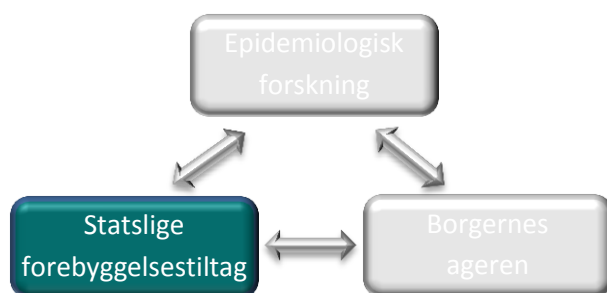 Epidemiologisk
forskning
Statslige
forebyggelsestiltag
Borgernes
ageren